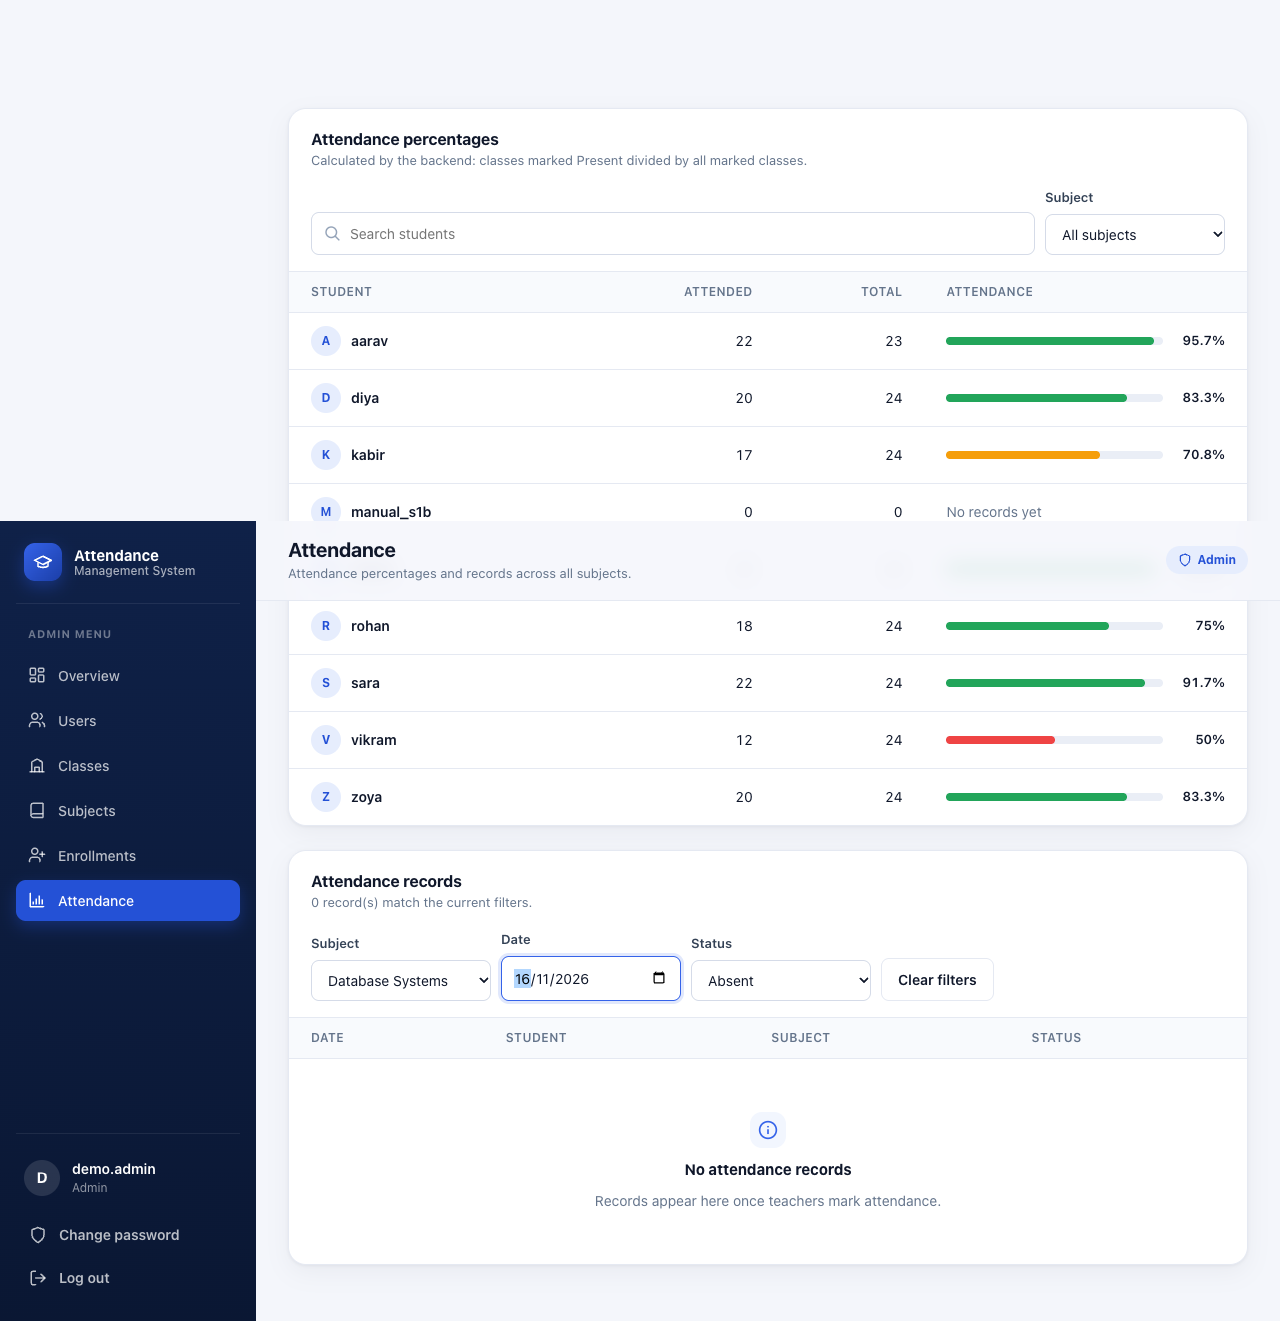 Attendance percentages
Calculated by the backend: classes marked Present divided by all marked classes.
Subject
Search students
All subjects
STUDENT ATTENDED TOTAL ATTENDANCE
A aarav 22 23 95.7%
D diya 20 24 83.3%
K kabir 17 24 70.8%
M manual_s1b 0 0 No records yet
Attendance
Management System
ADMIN MENU
Overview
Users
Classes
Subjects
Enrollments
Attendance
D
demo.admin
Admin
Change password
Log out
Attendance
Attendance percentages and records across all subjects.
Admin
R rohan 18 24 75%
S sara 22 24 91.7%
V vikram 12 24 50%
Z zoya 20 24 83.3%
Attendance records
0 record(s) match the current filters.
Subject Date Status
Database Systems 16/11/2026 Absent Clear filters
DATE STUDENT SUBJECT STATUS
No attendance records
Records appear here once teachers mark attendance.